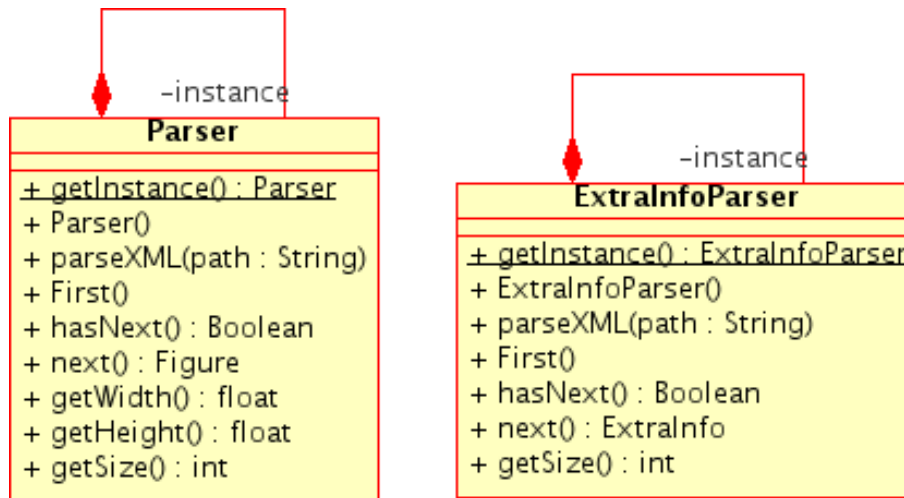 -instance
Parser
+ getInstance() : Parser
+ Parser()
+ parseXML(path : String)
+ First()
+ hasNext() : Boolean
+ next() : Figure
+ getWidth() : float
+ getHeight() : float
+ getSize() : int
-instance
ExtraInfoParser
+ getInstance() : ExtraInfoParser
+ ExtraInfoParser()
+ parseXML(path : String)
+ First()
+ hasNext() : Boolean
+ next() : ExtraInfo
+ getSize() : int